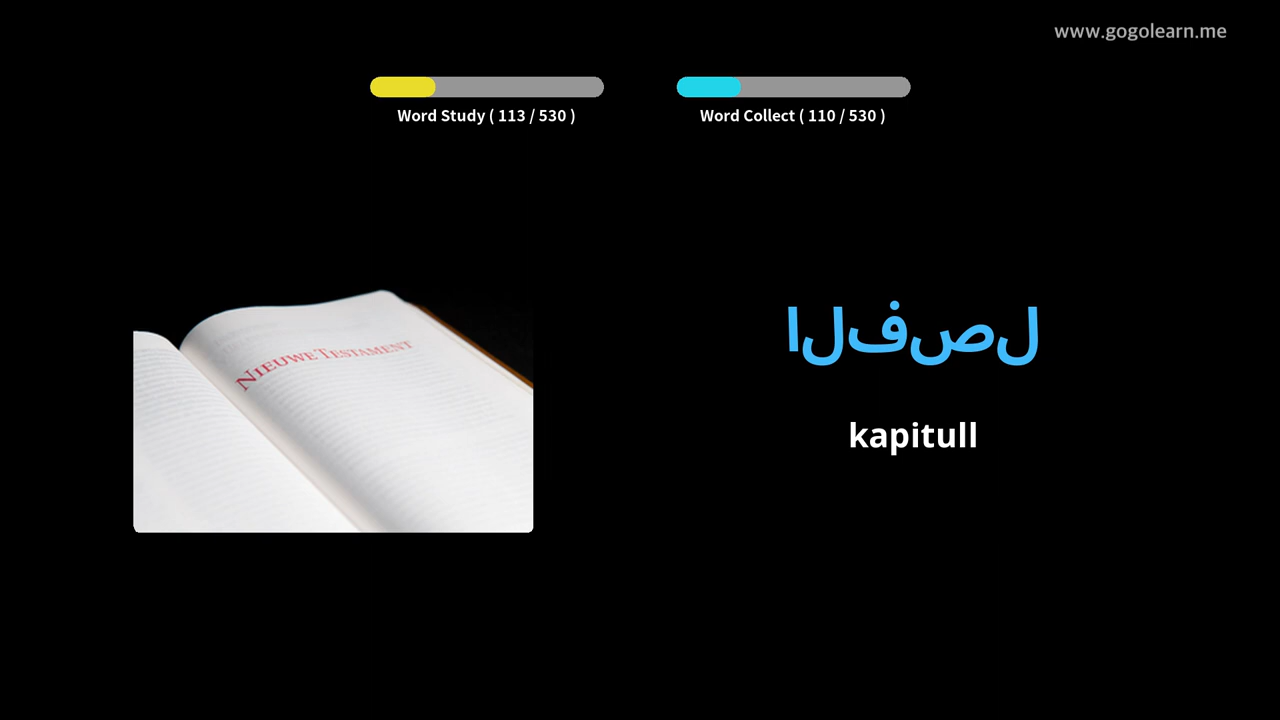 www.gogolearn.me
Word Study ( 113 / 530 )
Word Collect ( 110 / 530 )
NIEUWE TESTAMENT
الفصل
kapitull